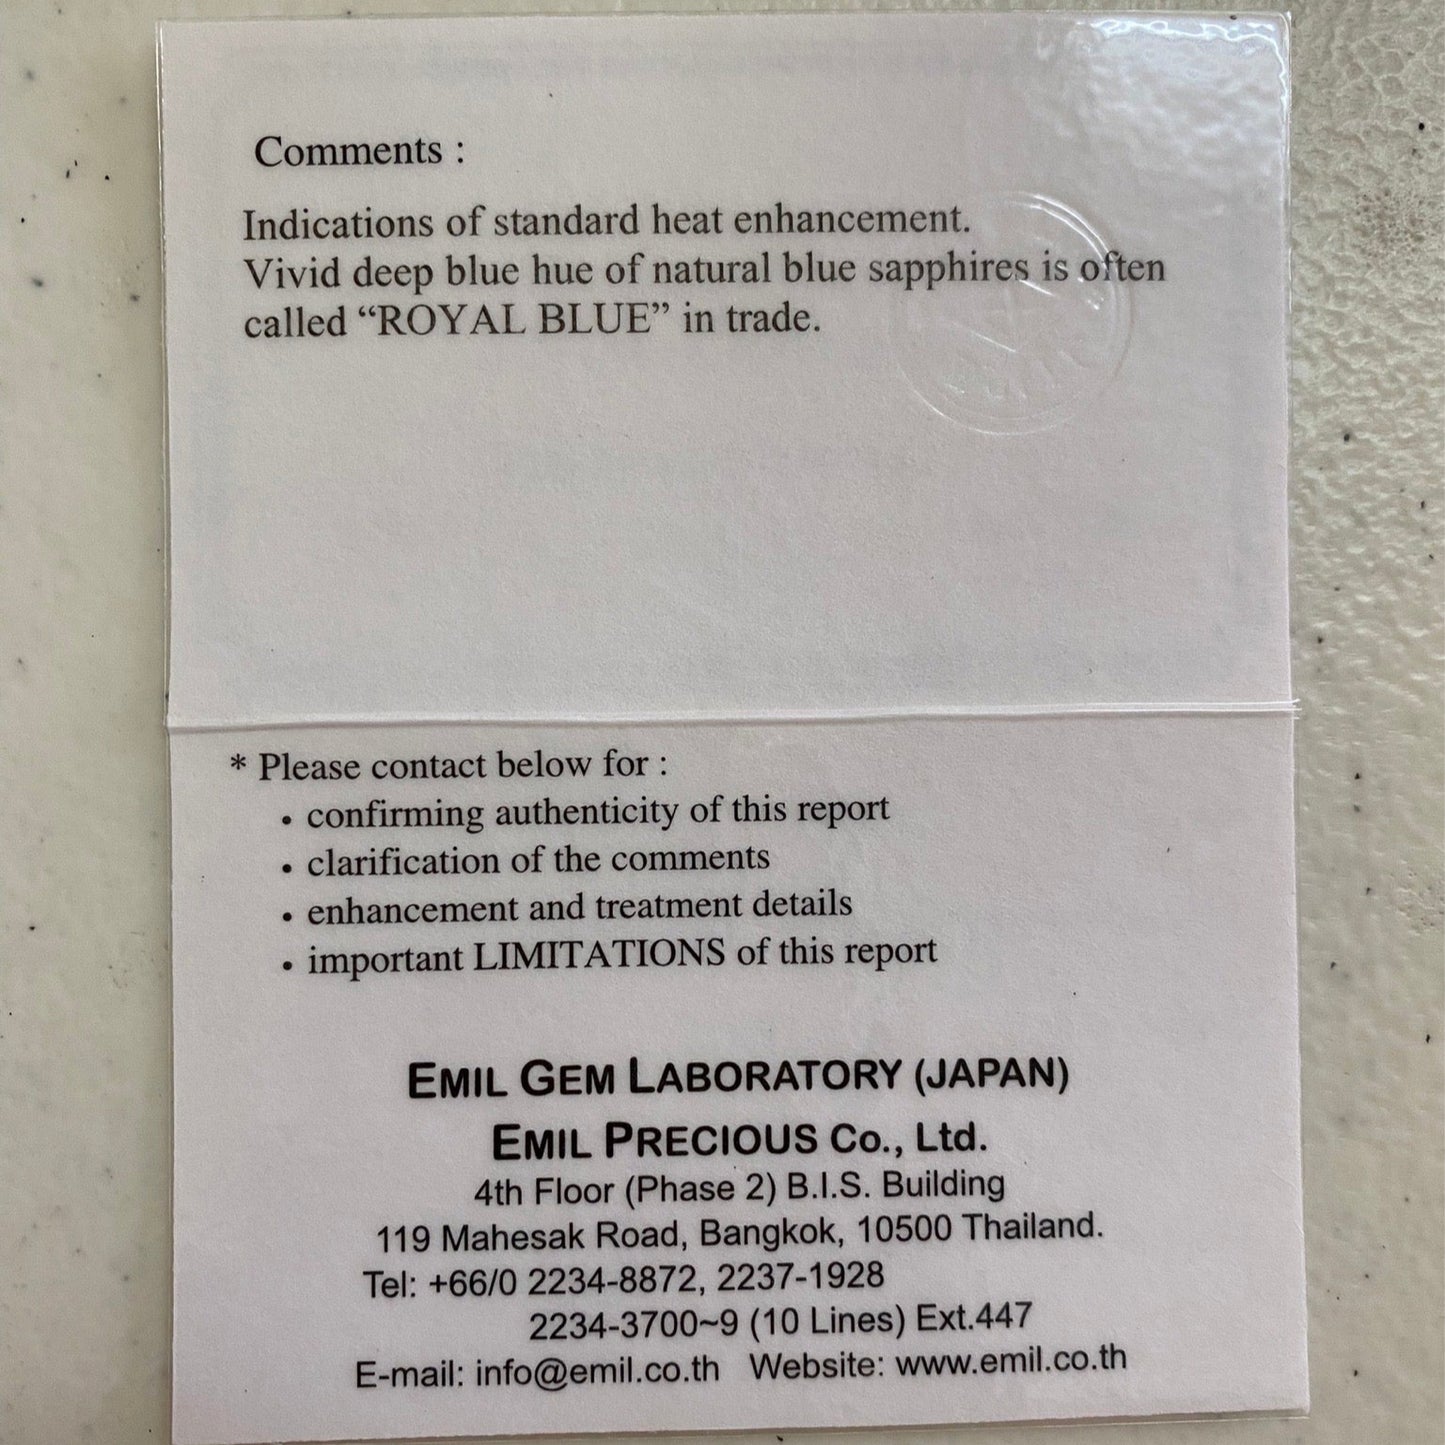 Comments :
Indications of standard heat enhancement.
Vivid deep blue hue of natural blue sapphires is often
called “ROYAL BLUE” in trade.
* Please contact below for :
• confirming authenticity of this report
• clarification of the comments
• enhancement and treatment details
• important LIMITATIONS of this report
EMIL GEM LABORATORY (JAPAN)
EMIL PRECIOUS Co., Ltd.
4th Floor (Phase 2) B.I.S. Building
119 Mahesak Road, Bangkok, 10500 Thailand.
Tel: +66/0 2234-8872, 2237-1928
2234-3700~9 (10 Lines) Ext.447
E-mail: info@emil.co.th Website: www.emil.co.th